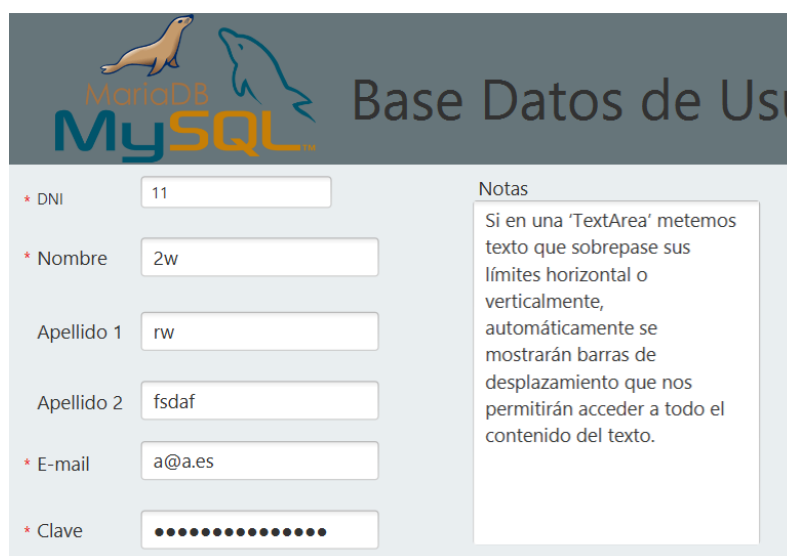 MariaDB
MySQL
TM
Base Datos de Usu
* DNI
11
* Nombre
2w
Apellido 1
rw
Apellido 2
fsdaf
* E-mail
a@a.es
* Clave
●●●●●●●●●●●●●●●
Notas
Si en una ‘TextArea’ metemos
texto que sobrepase sus
límites horizontal o
verticalmente,
automáticamente se
mostrarán barras de
desplazamiento que nos
permitirán acceder a todo el
contenido del texto.